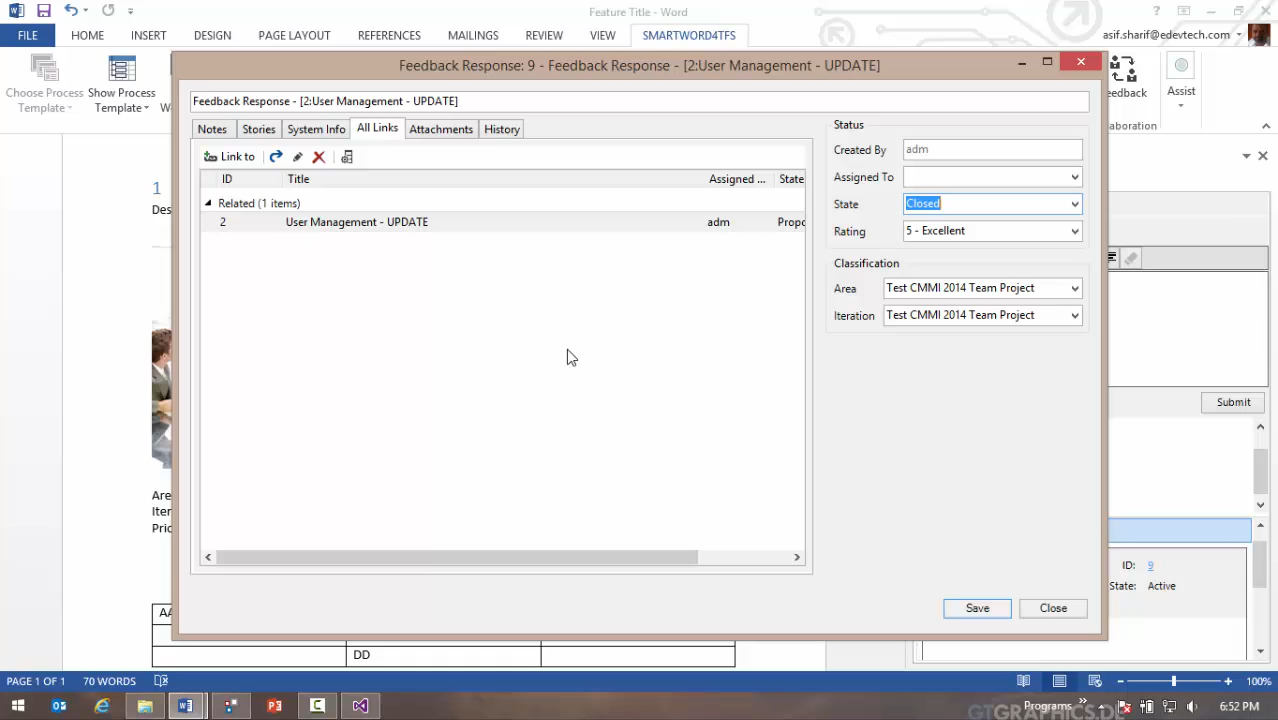 Feature Title - Word
FILE HOME INSERT DESIGN PAGE LAYOUT REFERENCES MAILINGS REVIEW VIEW SMARTWORD4TFS asif.sharif@edevtech.com
Choose Process Template
Show Process Template
Assist
Feedback Response: 9 - Feedback Response - [2:User Management - UPDATE]
Feedback Response - [2:User Management - UPDATE]
Notes Stories System Info All Links Attachments History
Link to
ID Title Assigned ... State
Related (1 items)
2 User Management - UPDATE adm Propo
Status
Created By adm
Assigned To
State Closed
Rating 5 - Excellent
Classification
Area Test CMMI 2014 Team Project
Iteration Test CMMI 2014 Team Project
Save Close
1
Des
Are
Iter
Prio
DD
Submit
ID: 9
State: Active
PAGE 1 OF 1 70 WORDS 100%
Programs 6:52 PM